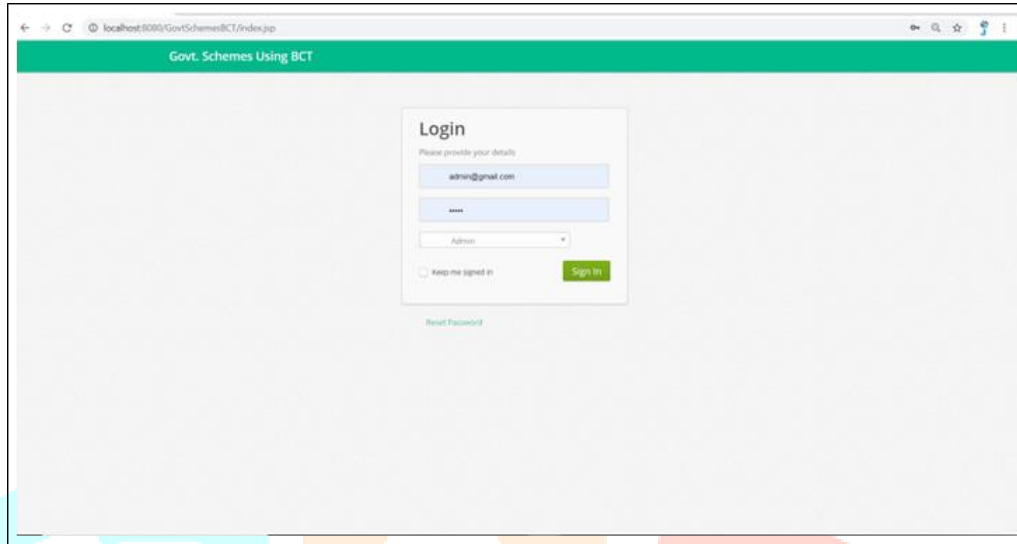 localhost:8080/GovtSchemesBCT/index.jsp
Govt. Schemes Using BCT
Login
Please provide your details
admin@gmail.com
•••••
Admin
Keep me signed in
Sign In
Reset Password